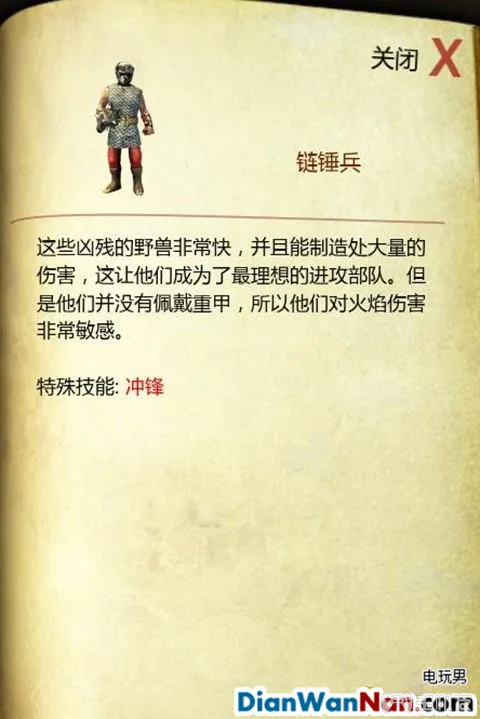 关闭 X
链锤兵
这些凶残的野兽非常快，并且能制造处大量的
伤害，这让他们成为了最理想的进攻部队。但
是他们并没有佩戴重甲，所以他们对火焰伤害
非常敏感。
特殊技能: 冲锋
电玩男
DianWanNan.com